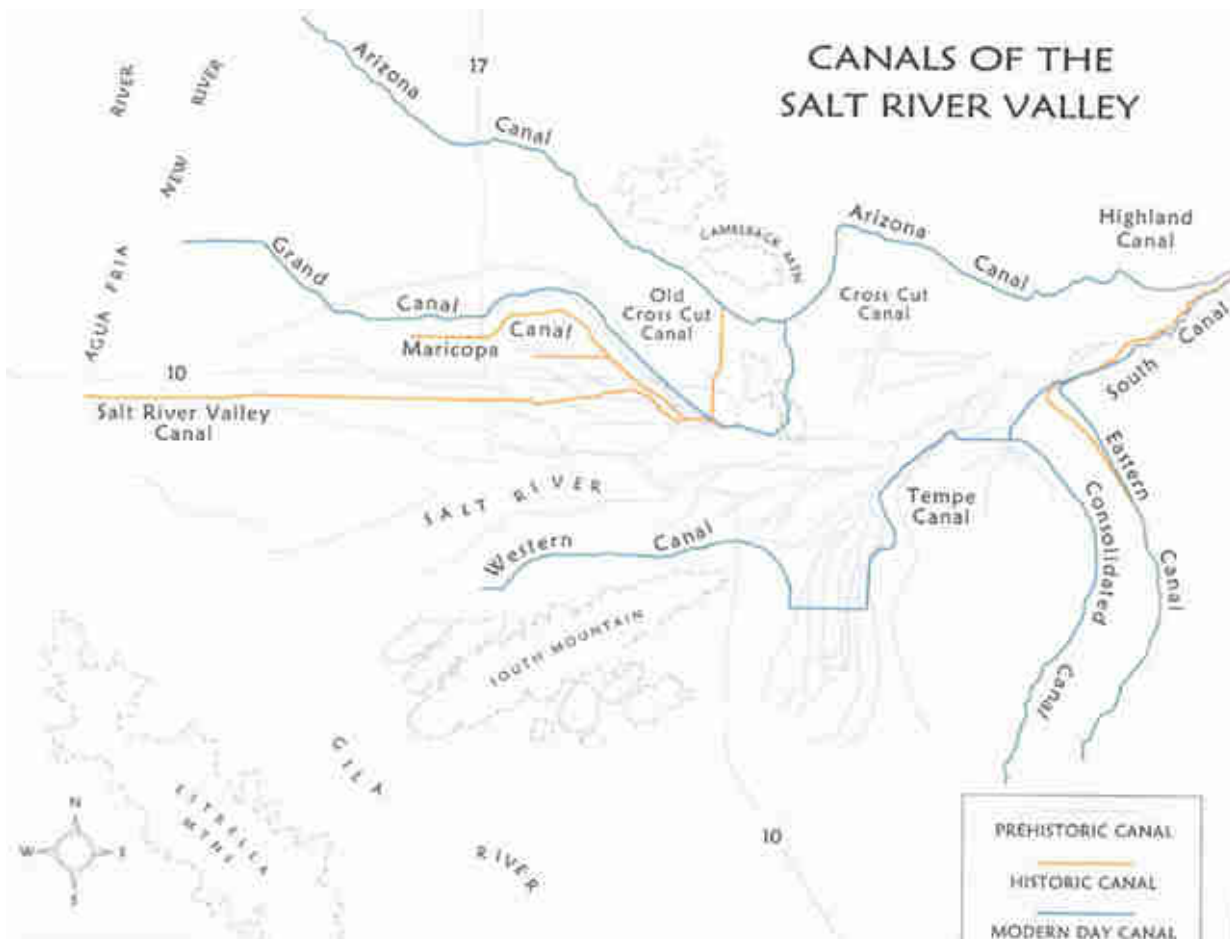 CANALS OF THE
SALT RIVER VALLEY
RIVER
RIVER
NEW
AGUA FRIA
17
Arizona
Canal
CAMELBACK MTN
Arizona
Canal
Highland
Canal
Grand
Canal
Old
Cross Cut
Canal
Cross Cut
Canal
Canal
Maricopa
South
Canal
10
Salt River Valley
Canal
SALT RIVER
Western
Canal
Tempe
Canal
Eastern
Canal
Consolidated
Canal
SOUTH MOUNTAIN
GILA
RIVER
ESTRELLA
MTNS
10
N
W
E
S
PREHISTORIC CANAL
HISTORIC CANAL
MODERN DAY CANAL